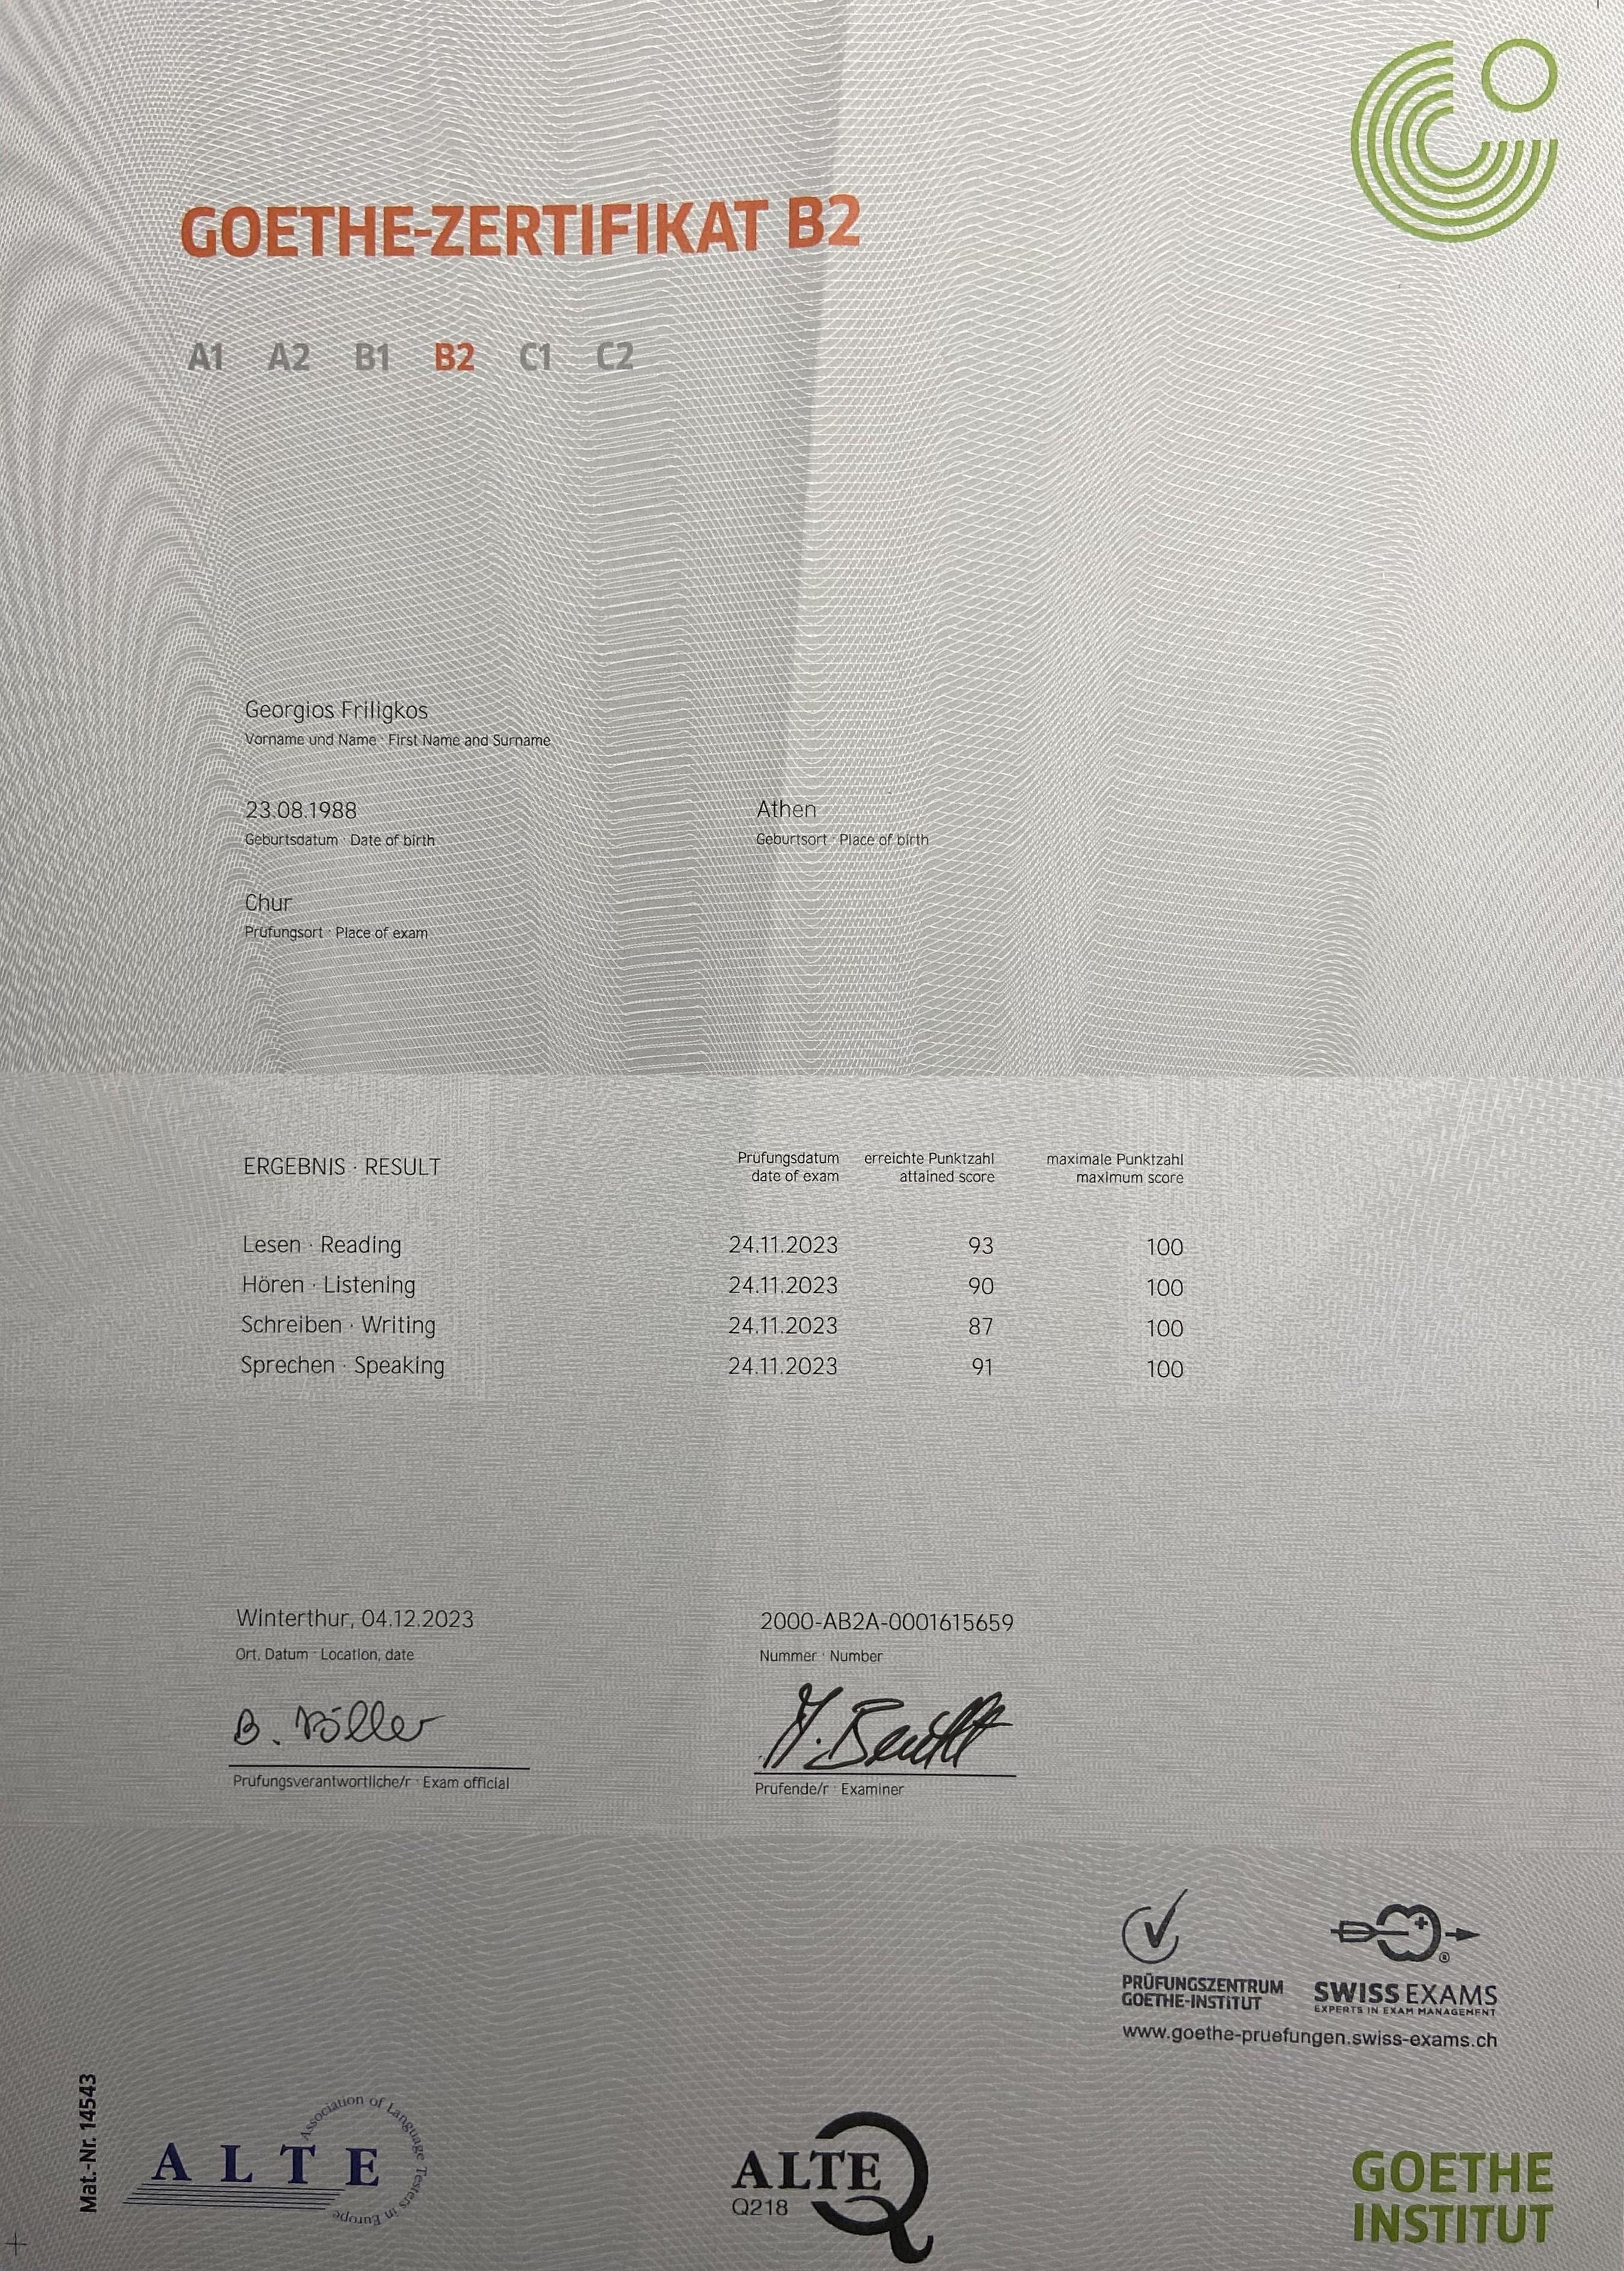 GOETHE-ZERTIFIKAT B2
A1 A2 B1 B2 C1 C2
Georgios Friligkos
Vorname und Name · First Name and Surname
23.08.1988
Geburtsdatum · Date of birth
Athen
Geburtsort · Place of birth
Chur
Prüfungsort · Place of exam
ERGEBNIS · RESULT
Prüfungsdatum
date of exam
erreichte Punktzahl
attained score
maximale Punktzahl
maximum score
Lesen · Reading 24.11.2023 93 100
Hören · Listening 24.11.2023 90 100
Schreiben · Writing 24.11.2023 87 100
Sprechen · Speaking 24.11.2023 91 100
Winterthur, 04.12.2023
Ort, Datum · Location, date
2000-AB2A-0001615659
Nummer · Number
B.
Prüfungsverantwortliche/r · Exam official
Prüfende/r · Examiner
PRÜFUNGSZENTRUM
GOETHE-INSTITUT
SWISS EXAMS
EXPERTS IN EXAM MANAGEMENT
www.goethe-pruefungen.swiss-exams.ch
Mat.-Nr. 14543
ALTE
Association of Language Testers in Europe
ALTE
Q218
GOETHE
INSTITUT